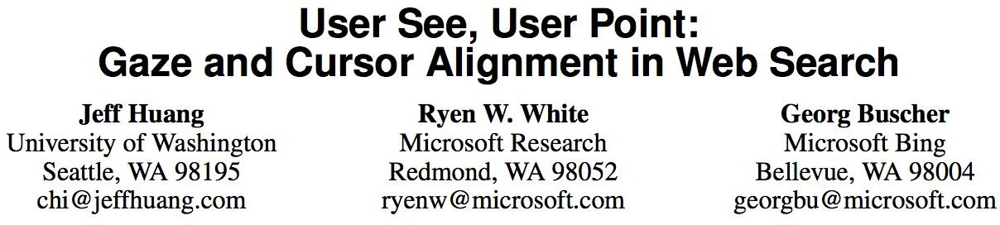 User See, User Point:
Gaze and Cursor Alignment in Web Search
Jeff Huang
University of Washington
Seattle, WA 98195
chi@jeffhuang.com
Ryen W. White
Microsoft Research
Redmond, WA 98052
ryenw@microsoft.com
Georg Buscher
Microsoft Bing
Bellevue, WA 98004
georgbu@microsoft.com